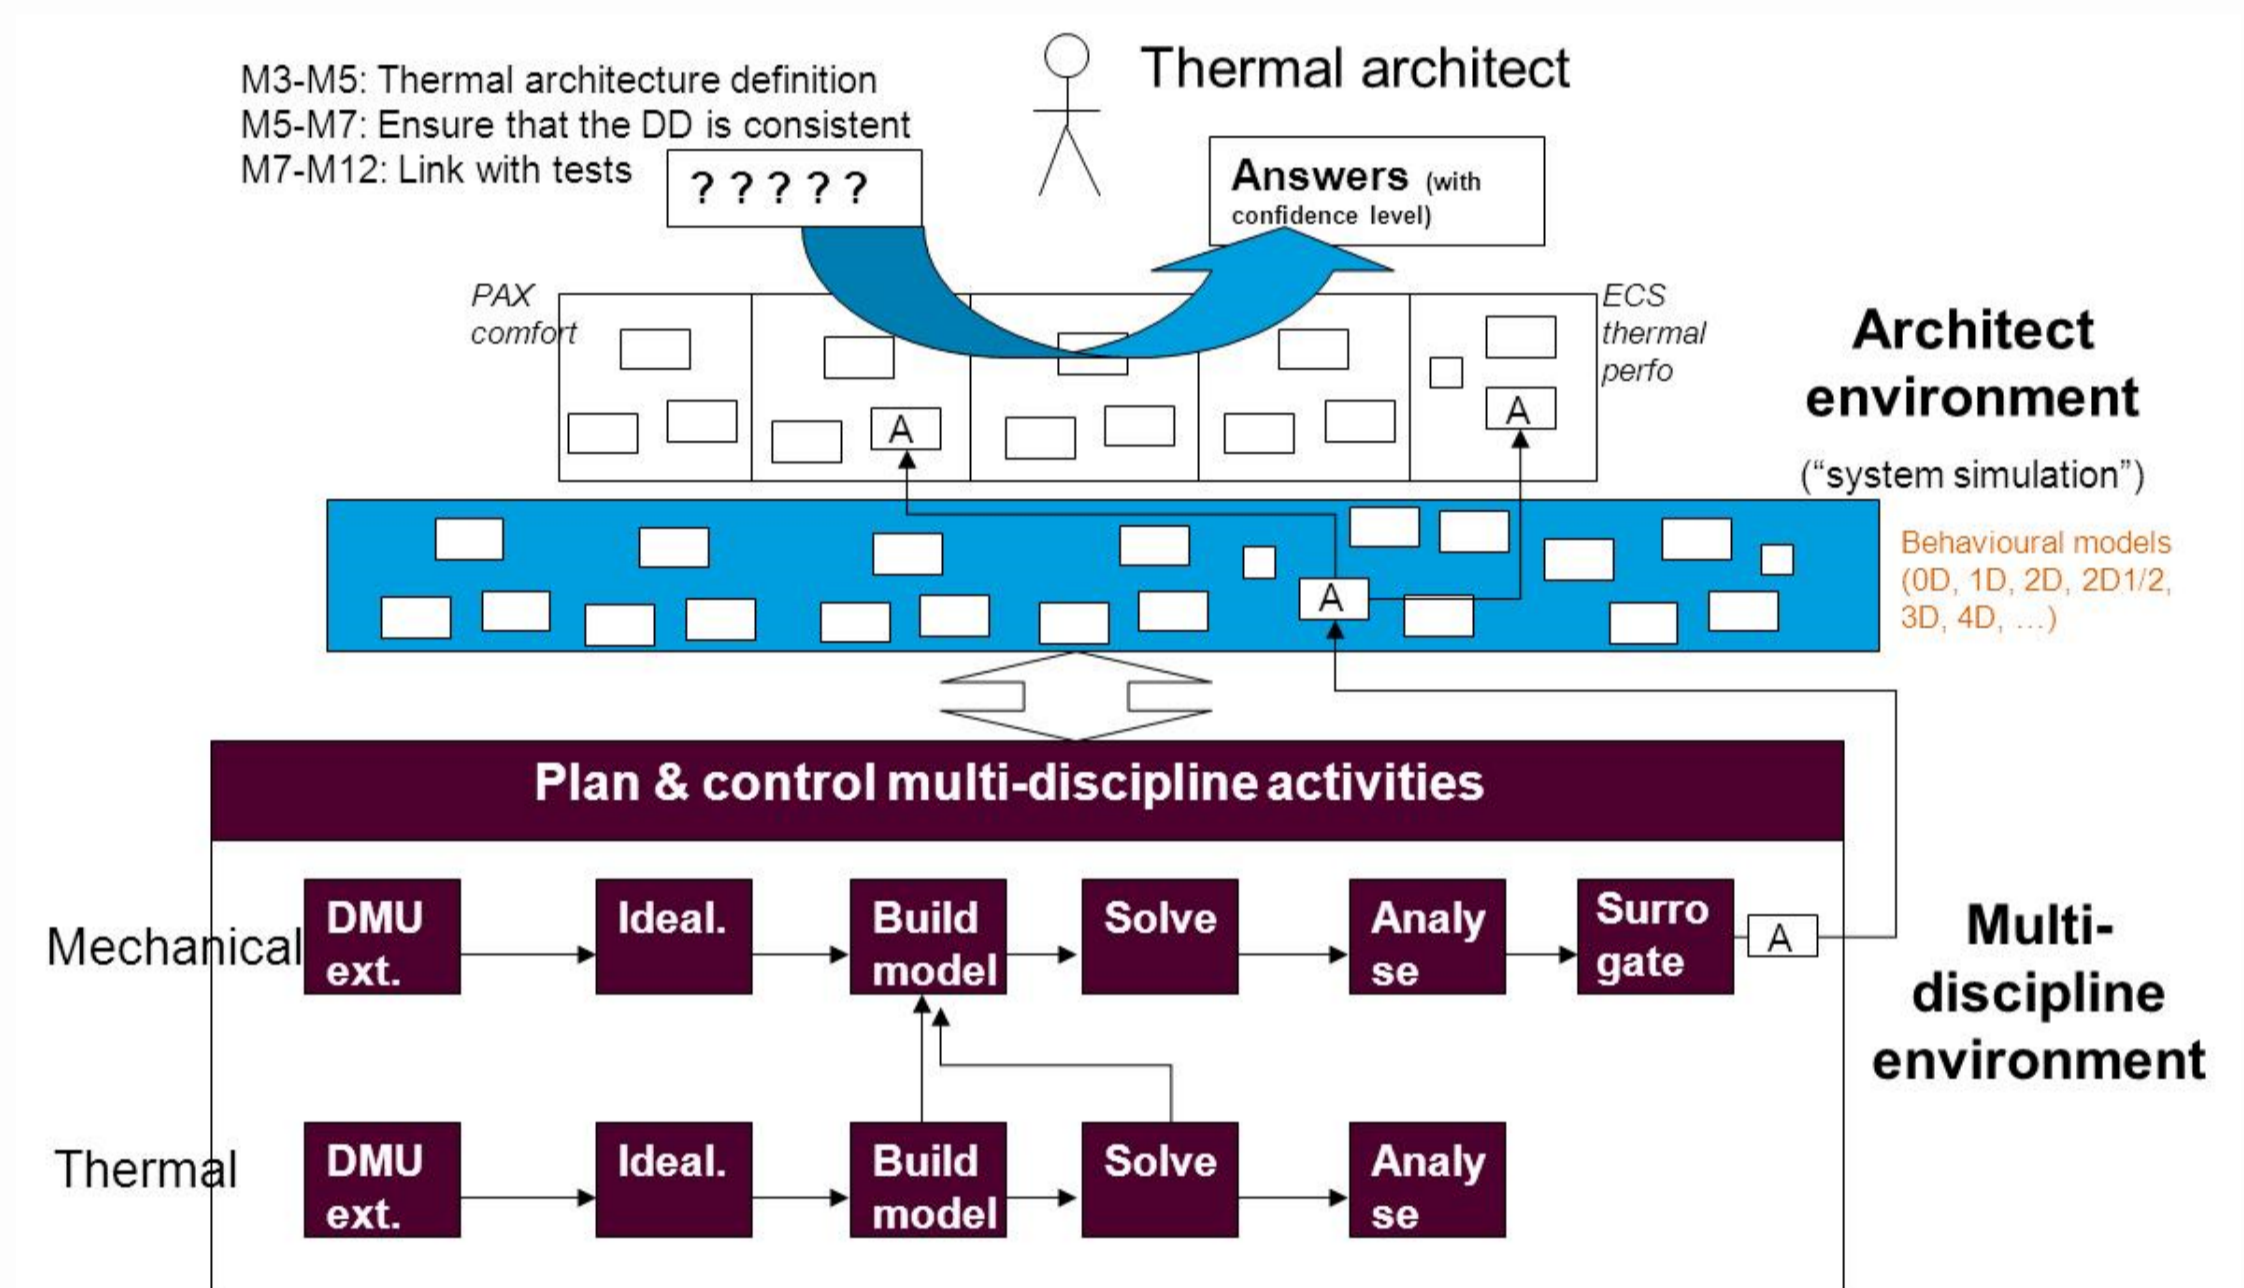 Thermal architect
M3-M5: Thermal architecture definition
M5-M7: Ensure that the DD is consistent
M7-M12: Link with tests
? ? ? ? ?
Answers (with
confidence level)
PAX
comfort
ECS
thermal
perfo
A
A
Architect
environment
(“system simulation”)
Behavioural models
(0D, 1D, 2D, 2D1/2,
3D, 4D, ...)
A
Plan & control multi-discipline activities
Mechanical
DMU
ext.
Ideal.
Build
model
Solve
Analy
se
Surro
gate
A
Multi-
discipline
environment
Thermal
DMU
ext.
Ideal.
Build
model
Solve
Analy
se